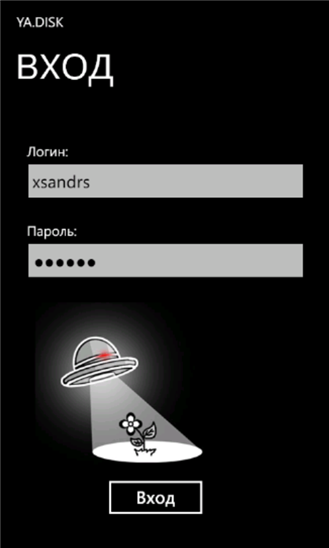 YA.DISK
ВХОД
Логин:
xsandrs
Пароль:
●●●●●●
Вход